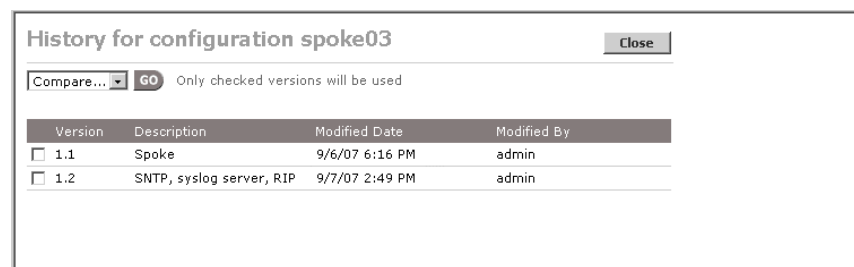 History for configuration spoke03
Close
Compare... GO Only checked versions will be used
Version Description Modified Date Modified By
1.1 Spoke 9/6/07 6:16 PM admin
1.2 SNTP, syslog server, RIP 9/7/07 2:49 PM admin